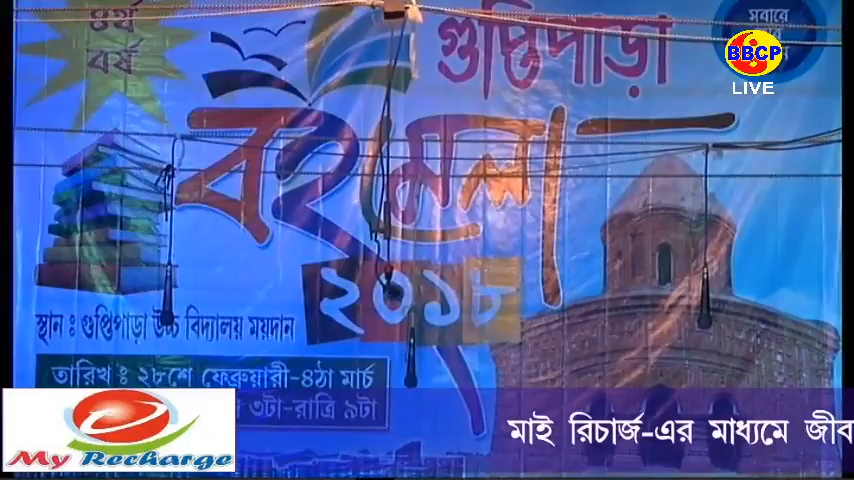 ৪র্থ
বর্ষ
গুপ্তিপাড়া
সবারে
BBCP
LIVE
বইমেলা
২০১৮
স্থান ঃ গুপ্তিপাড়া উচ্চ বিদ্যালয় ময়দান
তারিখ ঃ ২৮শে ফেব্রুয়ারী-৪ঠা মার্চ
৩টা-রাত্রি ৯টা
My Recharge
মাই রিচার্জ-এর মাধ্যমে জীব